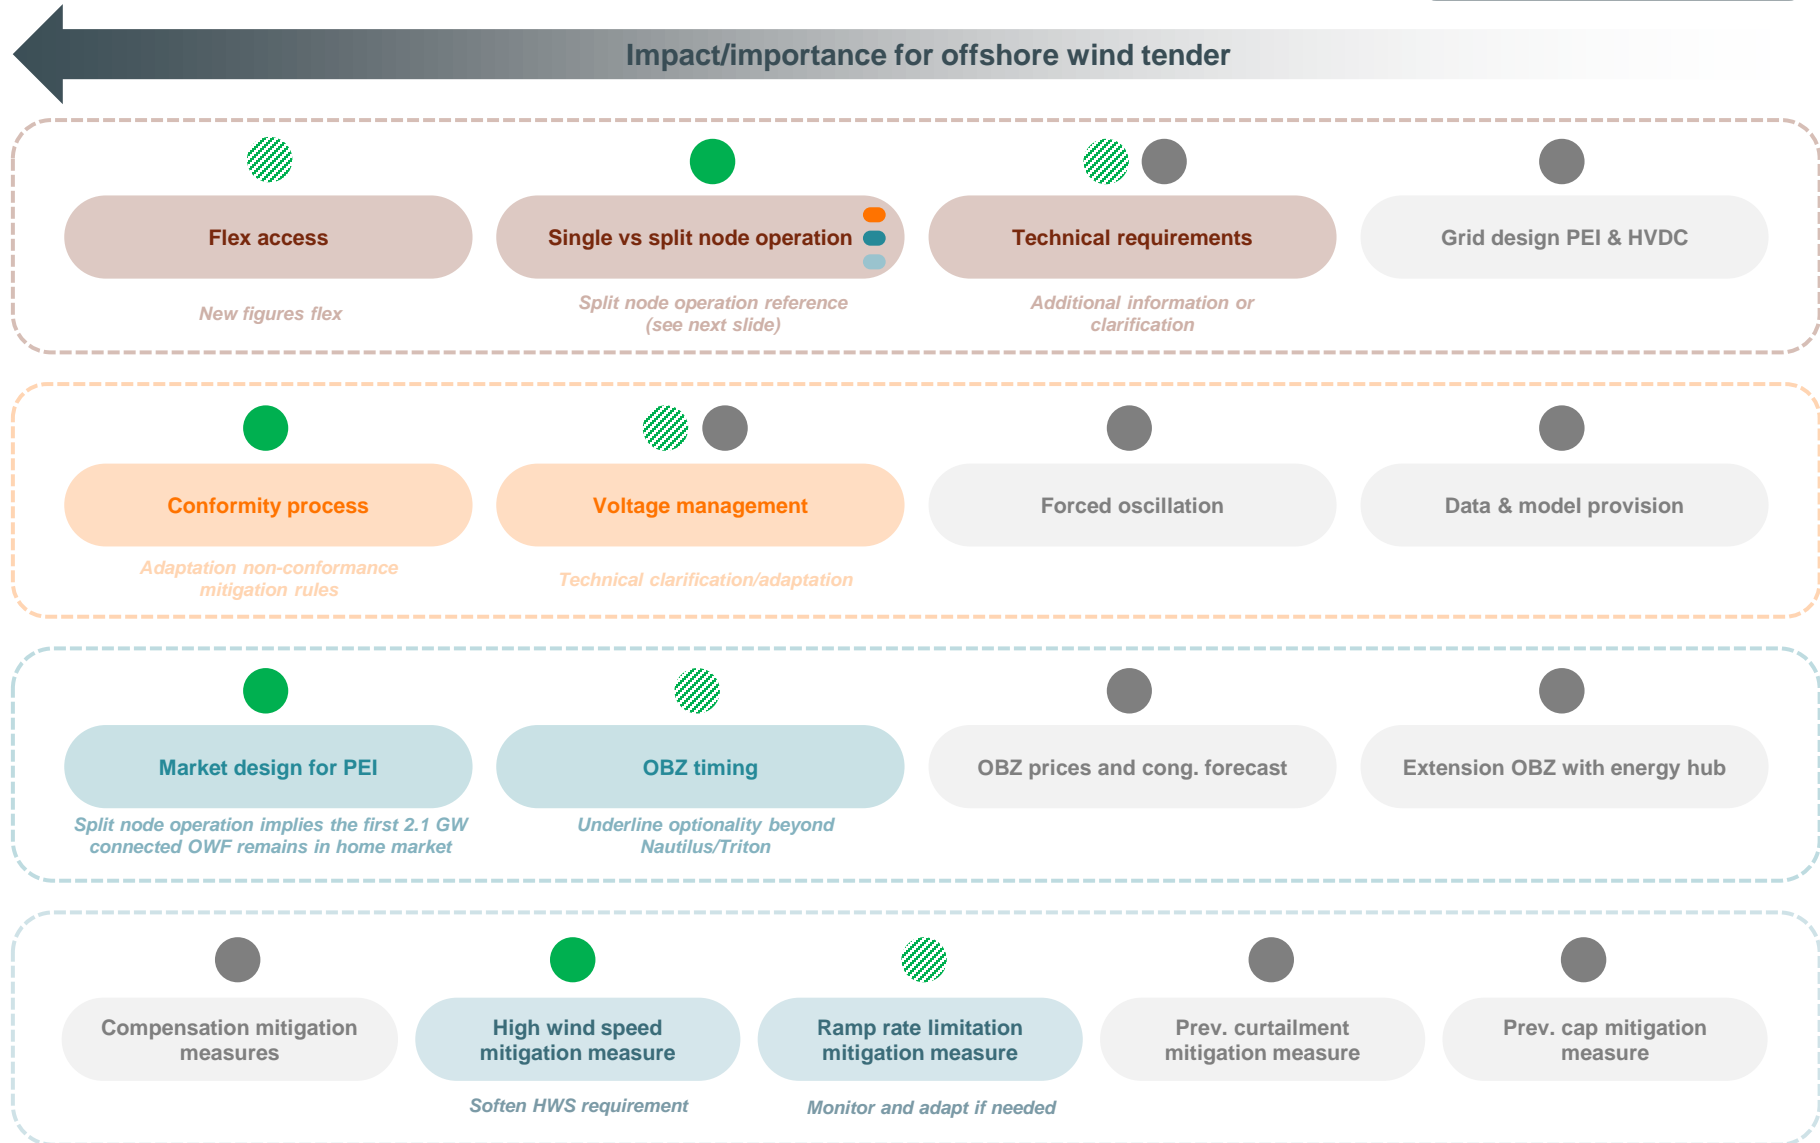 Impact/importance for offshore wind tender
Flex access
Single vs split node operation
Technical requirements
Grid design PEI & HVDC
New figures flex
Split node operation reference
(see next slide)
Additional information or
clarification
Conformity process
Voltage management
Forced oscillation
Data & model provision
Adaptation non-conformance
mitigation rules
Technical clarification/adaptation
Market design for PEI
OBZ timing
OBZ prices and cong. forecast
Extension OBZ with energy hub
Split node operation implies the first 2.1 GW
connected OWF remains in home market
Underline optionality beyond
Nautilus/Triton
Compensation mitigation
measures
High wind speed
mitigation measure
Ramp rate limitation
mitigation measure
Prev. curtailment
mitigation measure
Prev. cap mitigation
measure
Soften HWS requirement
Monitor and adapt if needed